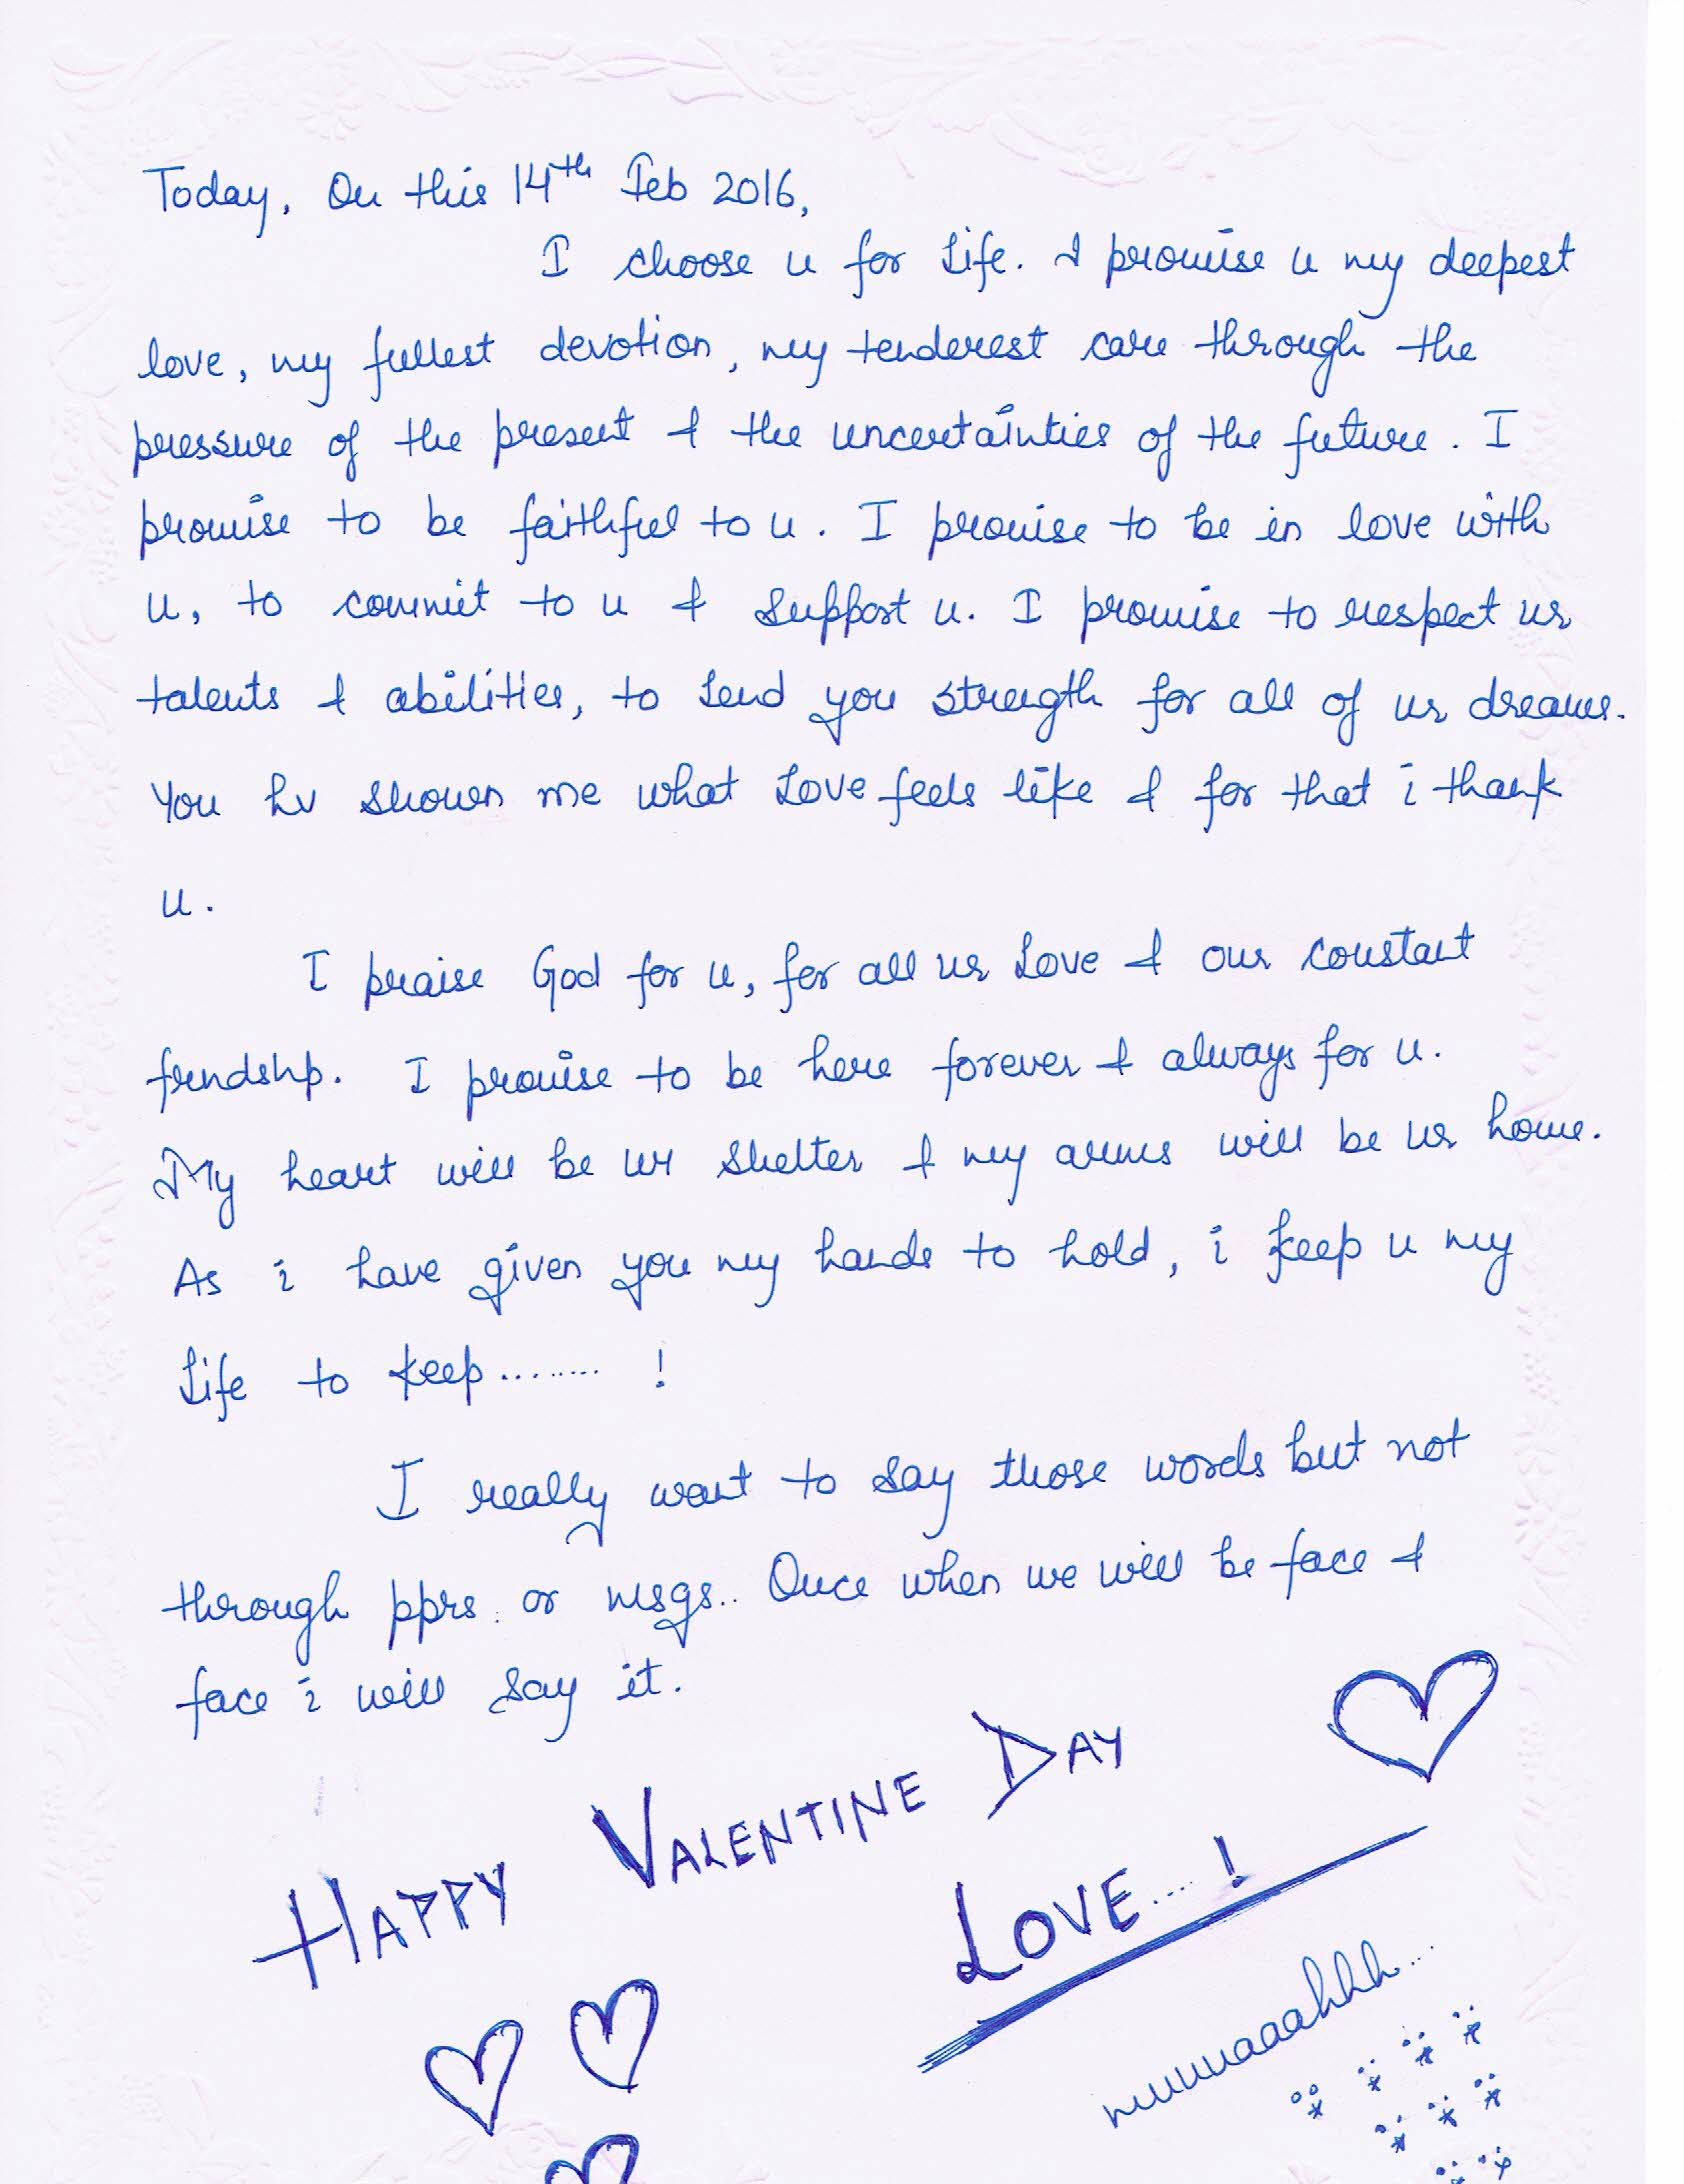 Today, On this 14th Feb 2016,
I choose u for Life. I promise u my deepest
love, my fullest devotion, my tenderest care through the
pressure of the present & the uncertainties of the future. I
promise to be faithful to u. I promise to be in love with
u, to commit to u & Support u. I promise to respect ur
talents & abilities, to Lend you strength for all of ur dreams.
You hv shown me what Love feels like & for that i thank
u.
I praise God for u, for all ur Love & our constant
frndshp. I promise to be here forever & always for u.
My heart will be ur Shelter & my arms will be ur home.
As i have given you my hands to hold, i keep u my
Life to keep........ !
I really want to say those words but not
through pprs. or msgs.. Once when we will be face &
face i will say it.
HAPPY VALENTINE DAY
LOVE....!
mmmaaahhh...